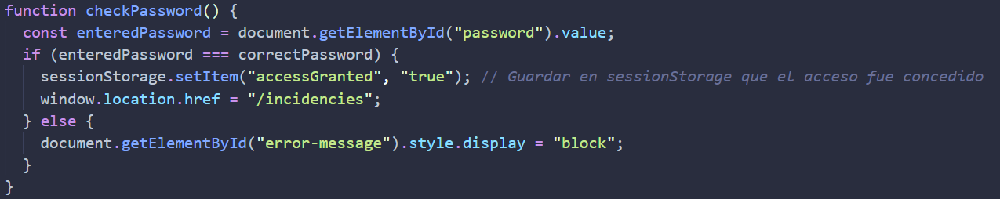 function checkPassword() {
  const enteredPassword = document.getElementById("password").value;
  if (enteredPassword === correctPassword) {
    sessionStorage.setItem("accessGranted", "true"); // Guardar en sessionStorage que el acceso fue concedido
    window.location.href = "/incidencies";
  } else {
    document.getElementById("error-message").style.display = "block";
  }
}